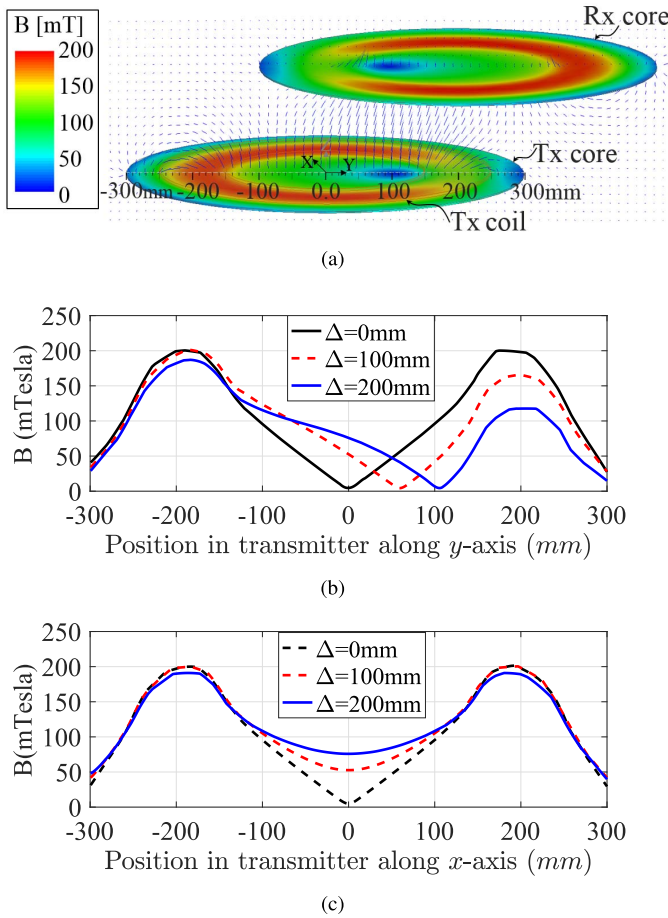 B [mT]
200
150
100
50
0
Rx core
Tx core
X
Y
-300mm -200 -100 0.0 100 200 300mm
Tx coil
(a)
B (mTesla)
250
200
150
100
50
0
Δ=0mm
Δ=100mm
Δ=200mm
-300 -200 -100 0 100 200 300
Position in transmitter along y-axis (mm)
(b)
B(mTesla)
250
200
150
100
50
0
Δ=0mm
Δ=100mm
Δ=200mm
-300 -200 -100 0 100 200 300
Position in transmitter along x-axis (mm)
(c)